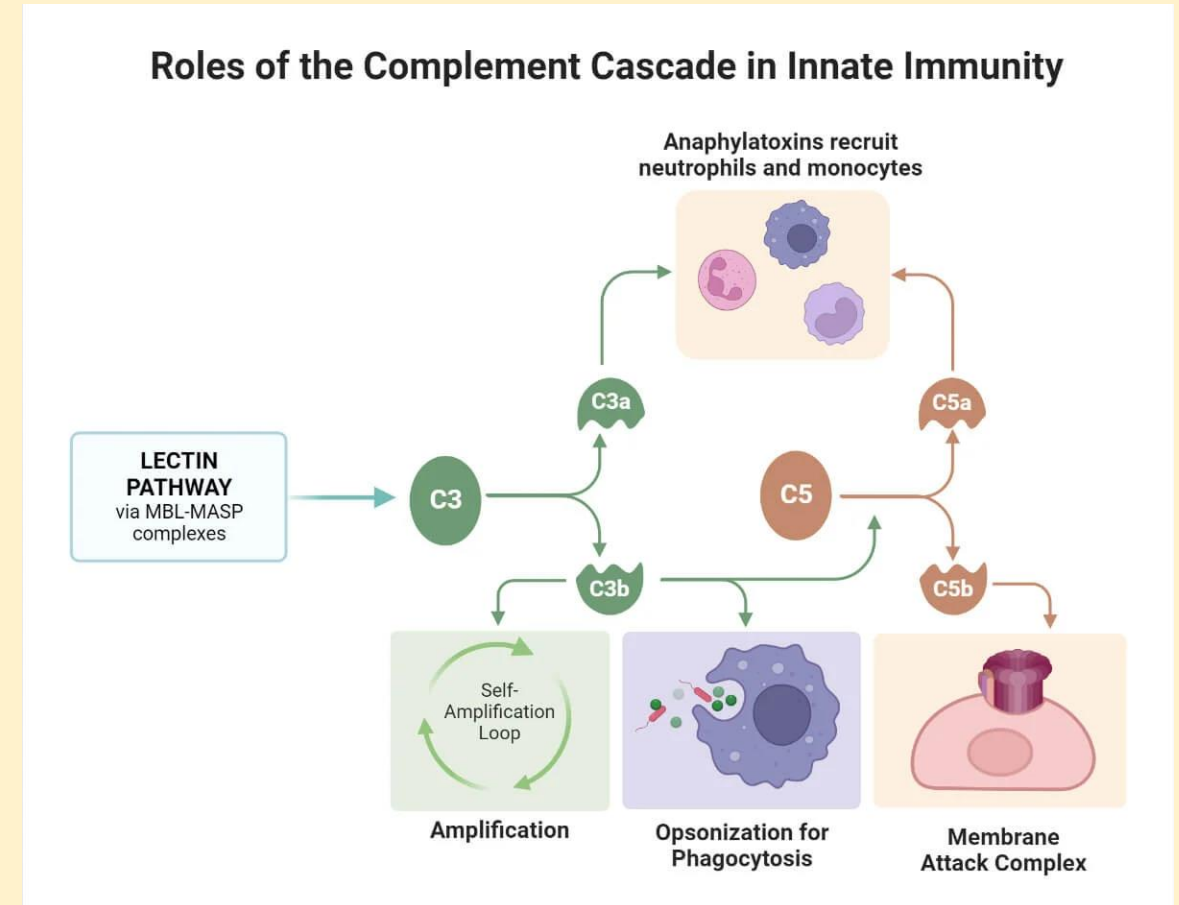 Roles of the Complement Cascade in Innate Immunity
Anaphylatoxins recruit
neutrophils and monocytes
C3a
C5a
LECTIN
PATHWAY
via MBL-MASP
complexes
C3
C5
C3b
C5b
Self-
Amplification
Loop
Amplification
Opsonization for
Phagocytosis
Membrane
Attack Complex